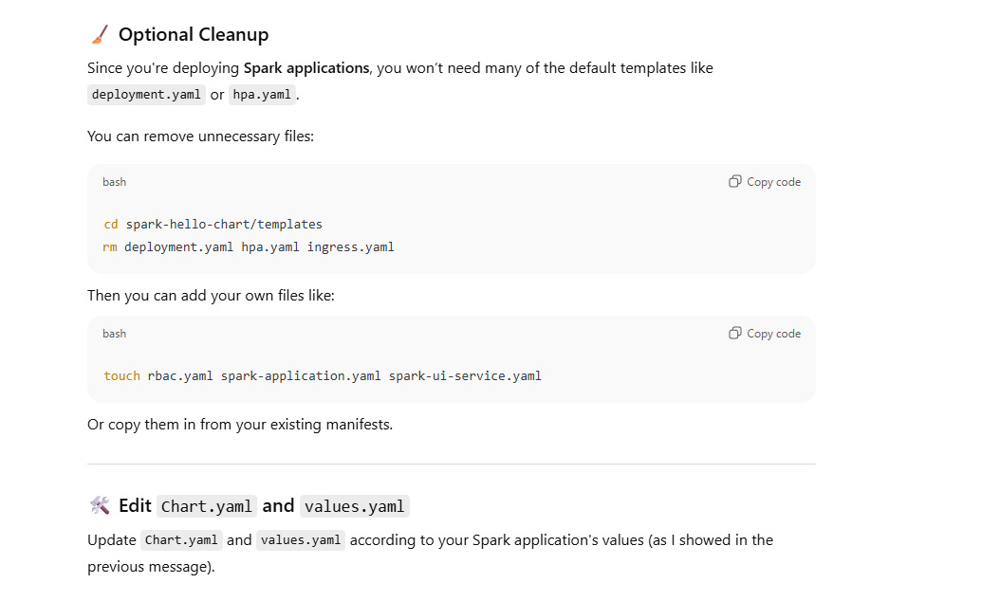 🧹 Optional Cleanup
Since you're deploying Spark applications, you won't need many of the default templates like
deployment.yaml or hpa.yaml.
You can remove unnecessary files:
bash
Copy code
cd spark-hello-chart/templates
rm deployment.yaml hpa.yaml ingress.yaml
Then you can add your own files like:
bash
Copy code
touch rbac.yaml spark-application.yaml spark-ui-service.yaml
Or copy them in from your existing manifests.
🛠️ Edit Chart.yaml and values.yaml
Update Chart.yaml and values.yaml according to your Spark application's values (as I showed in the
previous message).